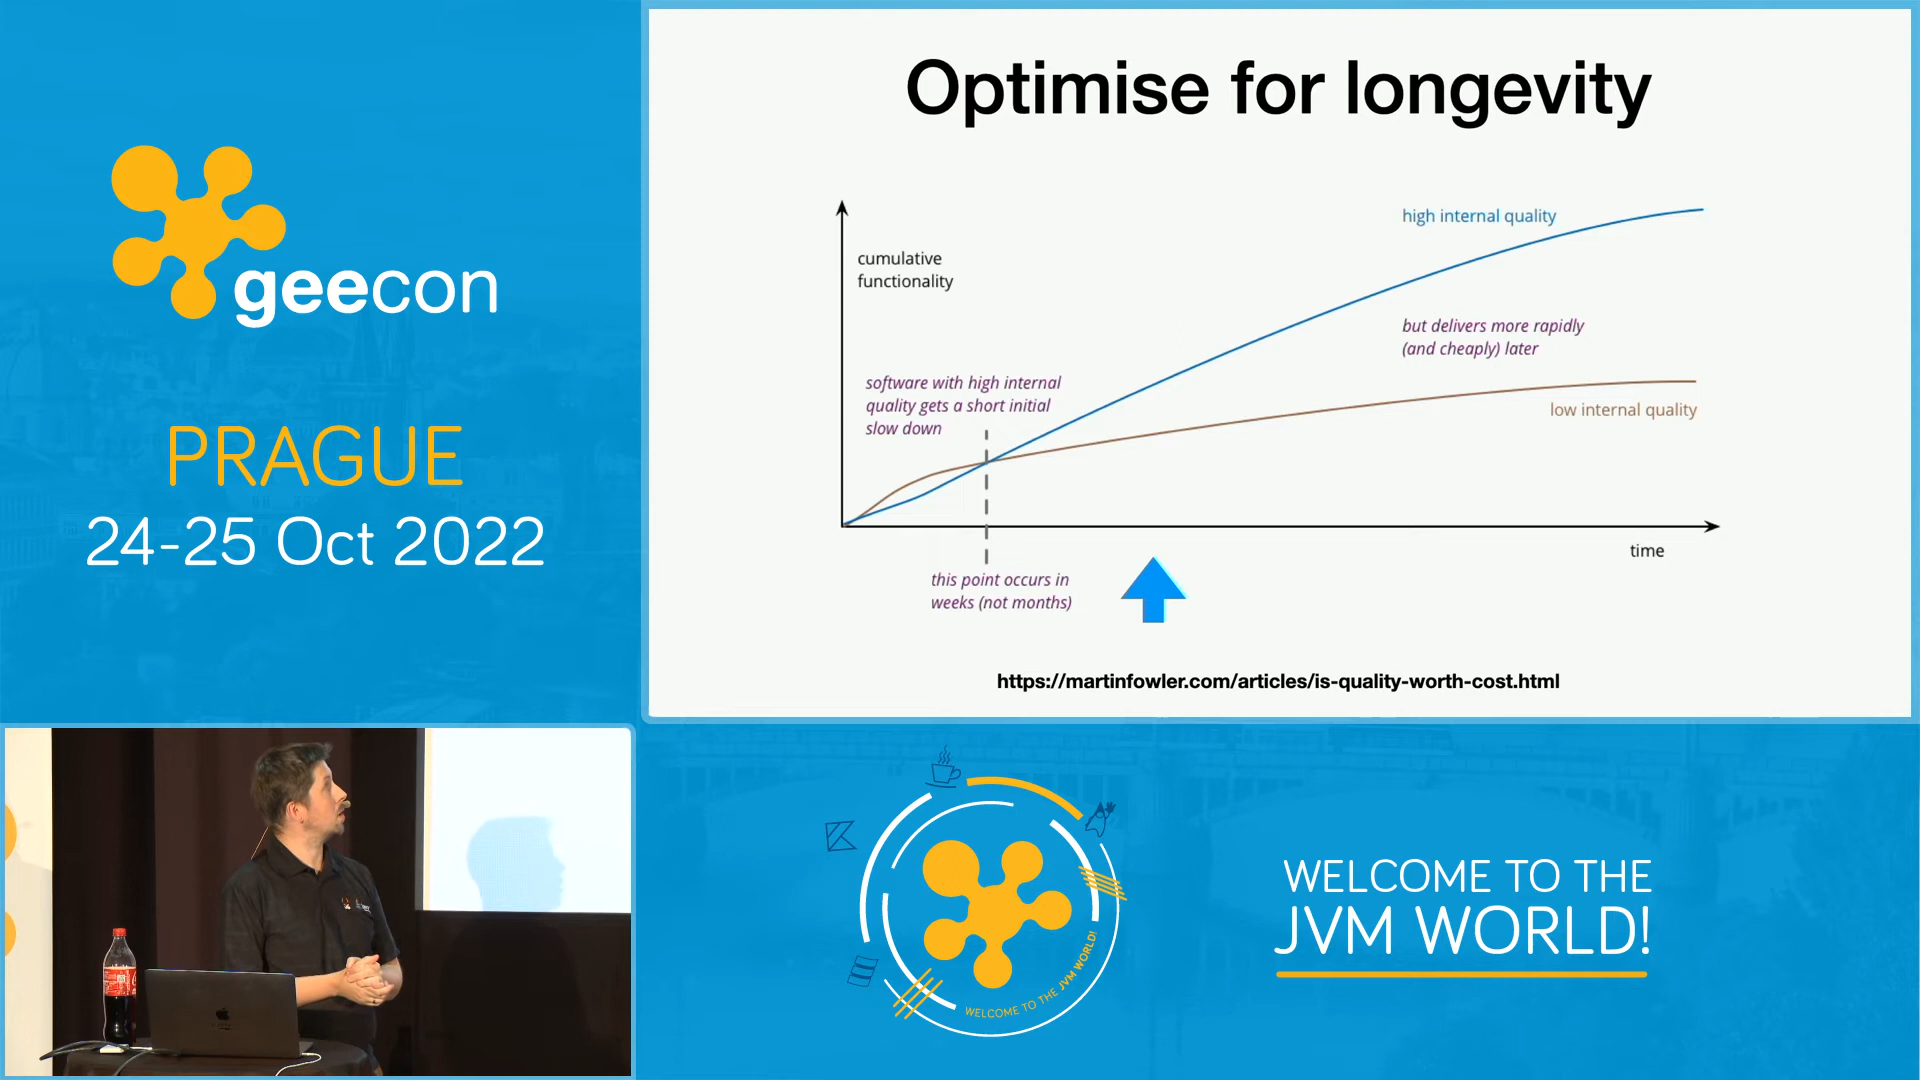 geecon
PRAGUE
24-25 Oct 2022
Optimise for longevity
cumulative
functionality
high internal quality
but delivers more rapidly
(and cheaply) later
software with high internal
quality gets a short initial
slow down
low internal quality
time
this point occurs in
weeks (not months)
https://martinfowler.com/articles/is-quality-worth-cost.html
WELCOME TO THE JVM WORLD!
WELCOME TO THE
JVM WORLD!